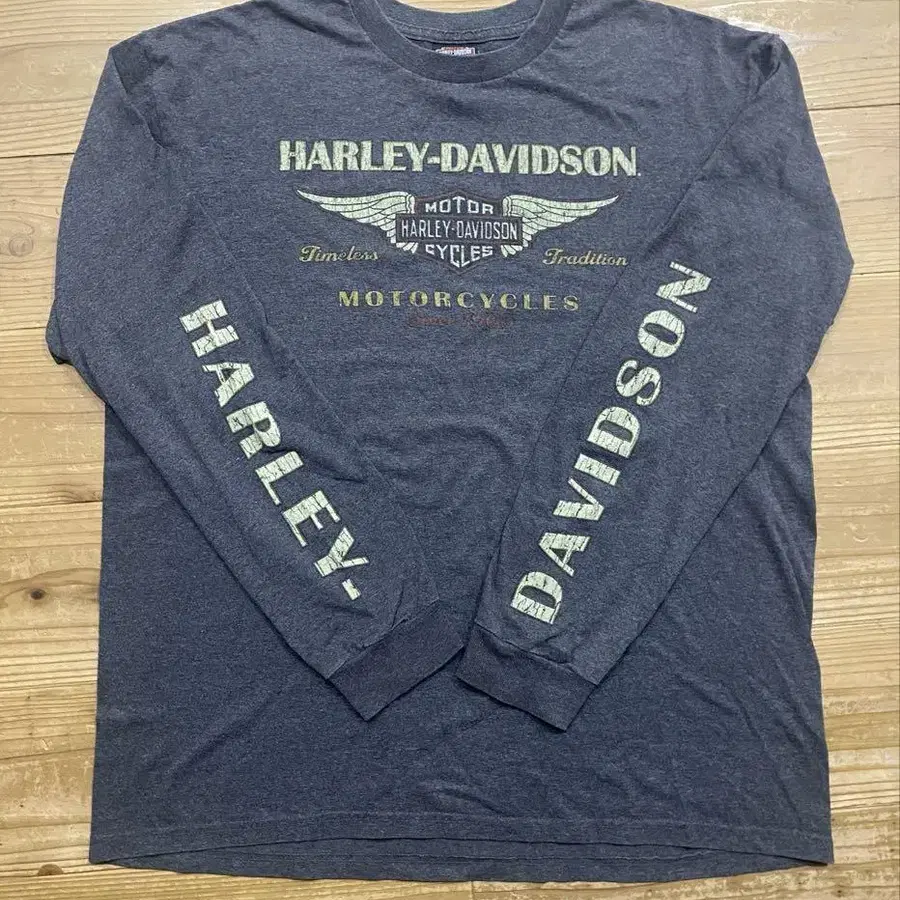 HARLEY-DAVIDSON
MOTOR
HARLEY-DAVIDSON
CYCLES
Timeless
Tradition
MOTORCYCLES
HARLEY-
DAVIDSON